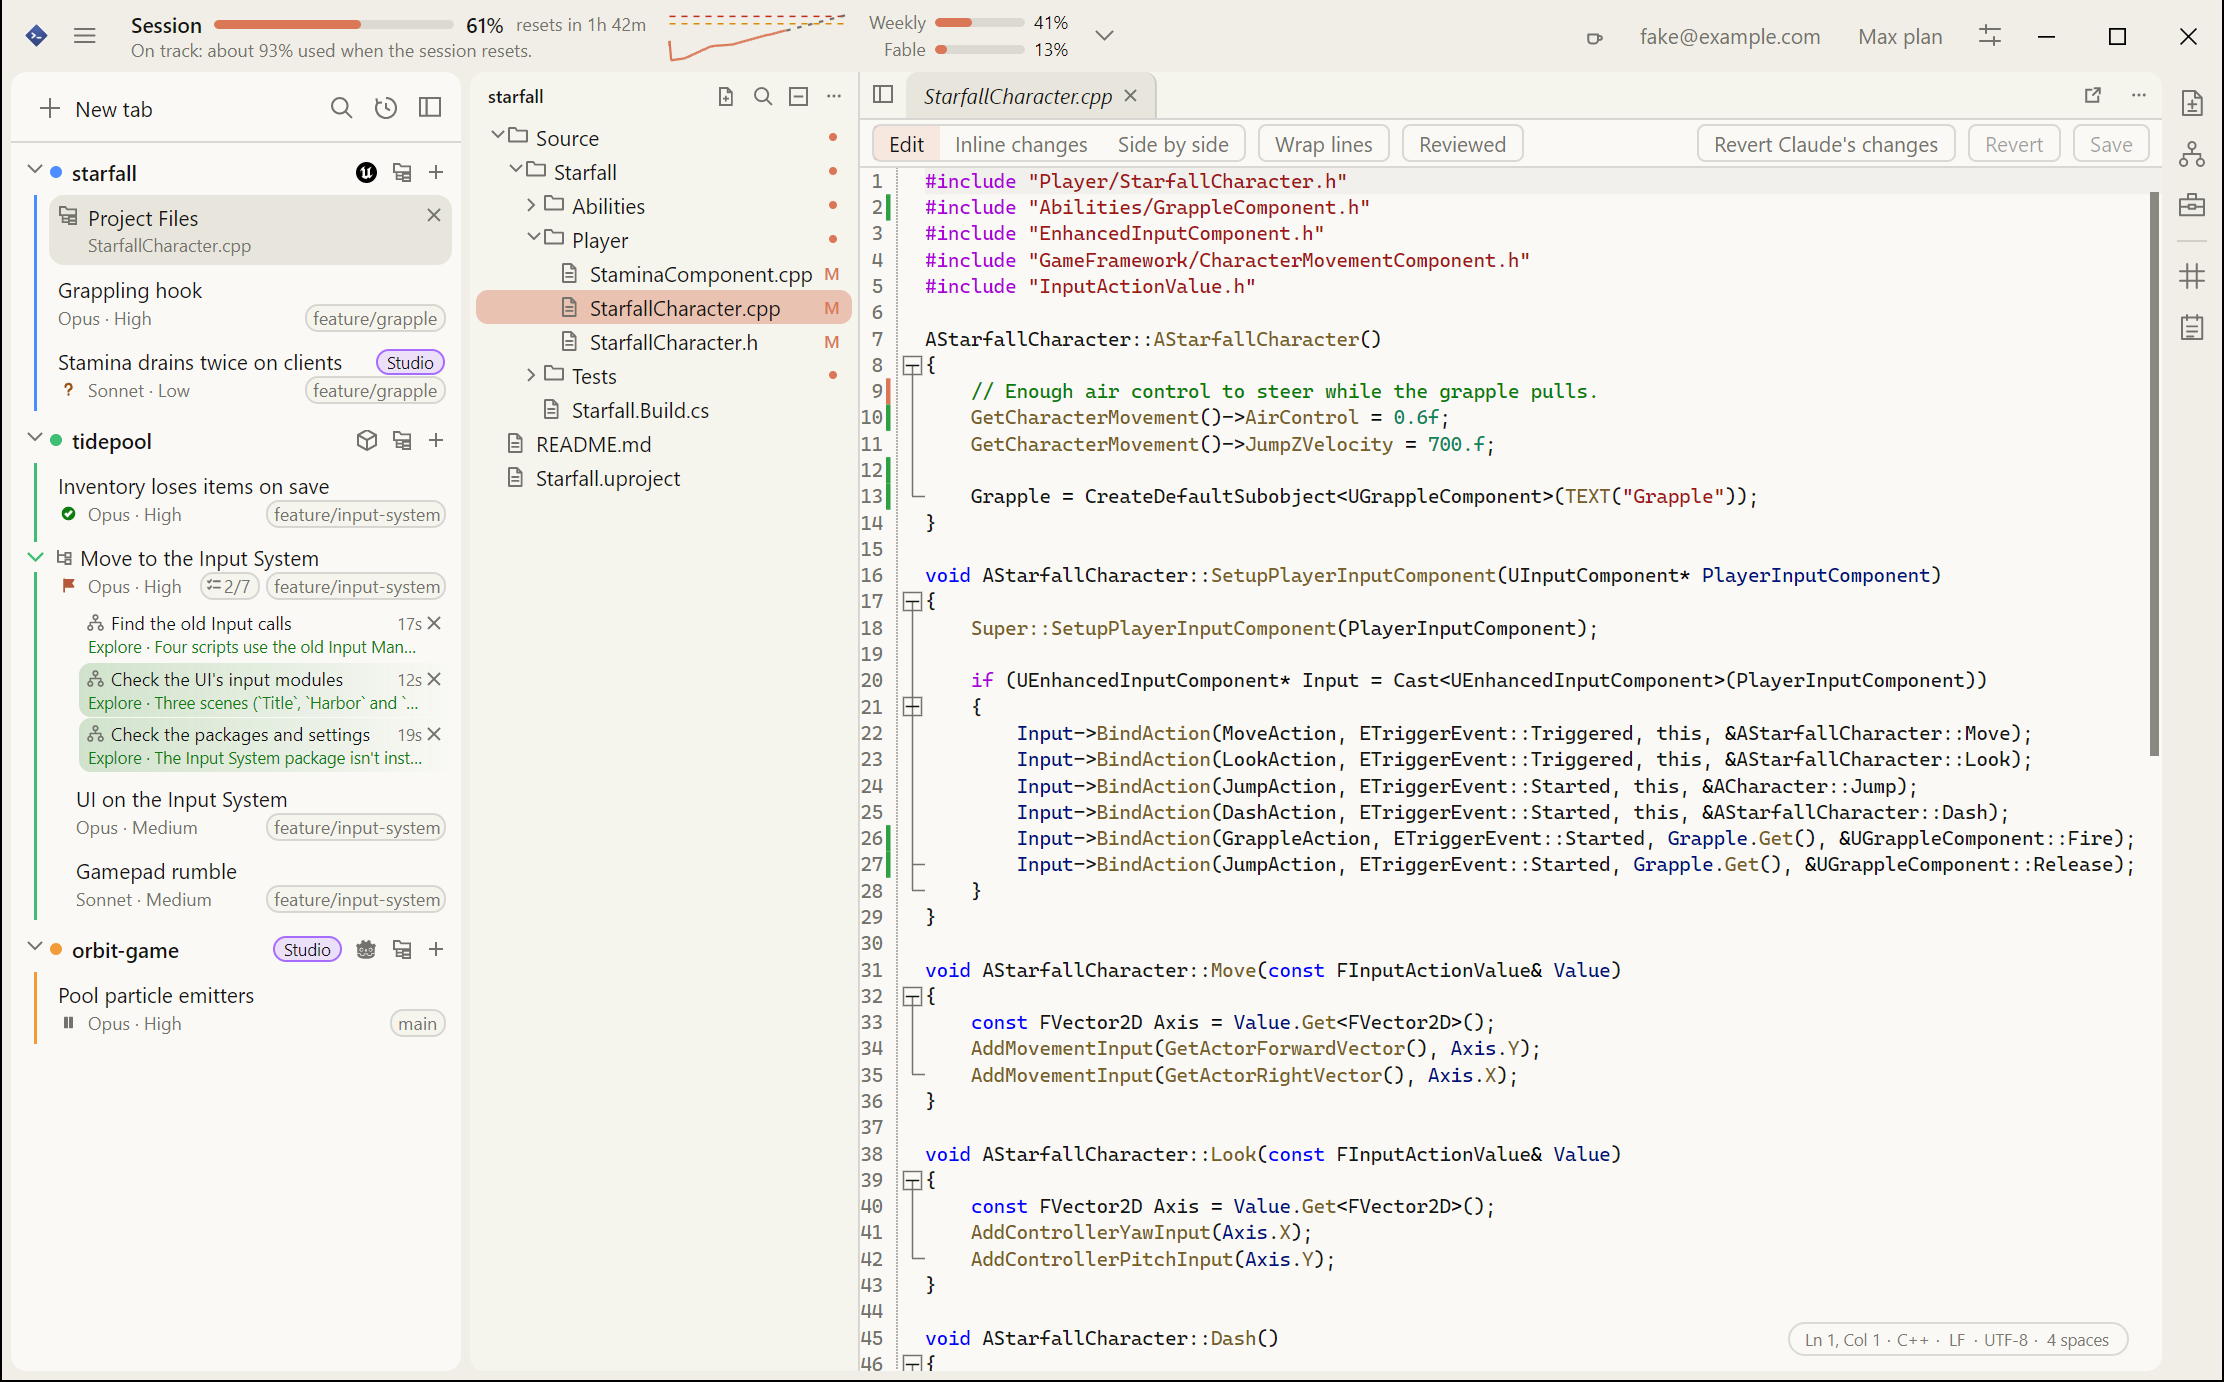 Session 61% resets in 1h 42m
On track: about 93% used when the session resets.
Weekly 41%
Fable 13%
fake@example.com Max plan
New tab
starfall
Project Files
StarfallCharacter.cpp
Grappling hook
Opus · High feature/grapple
Stamina drains twice on clients Studio
? Sonnet · Low feature/grapple
tidepool
Inventory loses items on save
Opus · High feature/input-system
Move to the Input System
Opus · High 2/7 feature/input-system
Find the old Input calls 17s
Explore · Four scripts use the old Input Man...
Check the UI's input modules 12s
Explore · Three scenes (`Title`, `Harbor` and `...
Check the packages and settings 19s
Explore · The Input System package isn't inst...
UI on the Input System
Opus · Medium feature/input-system
Gamepad rumble
Sonnet · Medium feature/input-system
orbit-game Studio
Pool particle emitters
Opus · High main
starfall
Source
Starfall
Abilities
Player
StaminaComponent.cpp M
StarfallCharacter.cpp M
StarfallCharacter.h M
Tests
Starfall.Build.cs
README.md
Starfall.uproject
StarfallCharacter.cpp
Edit Inline changes Side by side Wrap lines Reviewed Revert Claude's changes Revert Save
1 #include "Player/StarfallCharacter.h"
2 #include "Abilities/GrappleComponent.h"
3 #include "EnhancedInputComponent.h"
4 #include "GameFramework/CharacterMovementComponent.h"
5 #include "InputActionValue.h"
6
7 AStarfallCharacter::AStarfallCharacter()
8 {
9 // Enough air control to steer while the grapple pulls.
10 GetCharacterMovement()->AirControl = 0.6f;
11 GetCharacterMovement()->JumpZVelocity = 700.f;
12
13 Grapple = CreateDefaultSubobject<UGrappleComponent>(TEXT("Grapple"));
14 }
15
16 void AStarfallCharacter::SetupPlayerInputComponent(UInputComponent* PlayerInputComponent)
17 {
18 Super::SetupPlayerInputComponent(PlayerInputComponent);
19
20 if (UEnhancedInputComponent* Input = Cast<UEnhancedInputComponent>(PlayerInputComponent))
21 {
22 Input->BindAction(MoveAction, ETriggerEvent::Triggered, this, &AStarfallCharacter::Move);
23 Input->BindAction(LookAction, ETriggerEvent::Triggered, this, &AStarfallCharacter::Look);
24 Input->BindAction(JumpAction, ETriggerEvent::Started, this, &ACharacter::Jump);
25 Input->BindAction(DashAction, ETriggerEvent::Started, this, &AStarfallCharacter::Dash);
26 Input->BindAction(GrappleAction, ETriggerEvent::Started, Grapple.Get(), &UGrappleComponent::Fire);
27 Input->BindAction(JumpAction, ETriggerEvent::Started, Grapple.Get(), &UGrappleComponent::Release);
28 }
29 }
30
31 void AStarfallCharacter::Move(const FInputActionValue& Value)
32 {
33 const FVector2D Axis = Value.Get<FVector2D>();
34 AddMovementInput(GetActorForwardVector(), Axis.Y);
35 AddMovementInput(GetActorRightVector(), Axis.X);
36 }
37
38 void AStarfallCharacter::Look(const FInputActionValue& Value)
39 {
40 const FVector2D Axis = Value.Get<FVector2D>();
41 AddControllerYawInput(Axis.X);
42 AddControllerPitchInput(Axis.Y);
43 }
44
45 void AStarfallCharacter::Dash()
46 {
Ln 1, Col 1 · C++ · LF · UTF-8 · 4 spaces